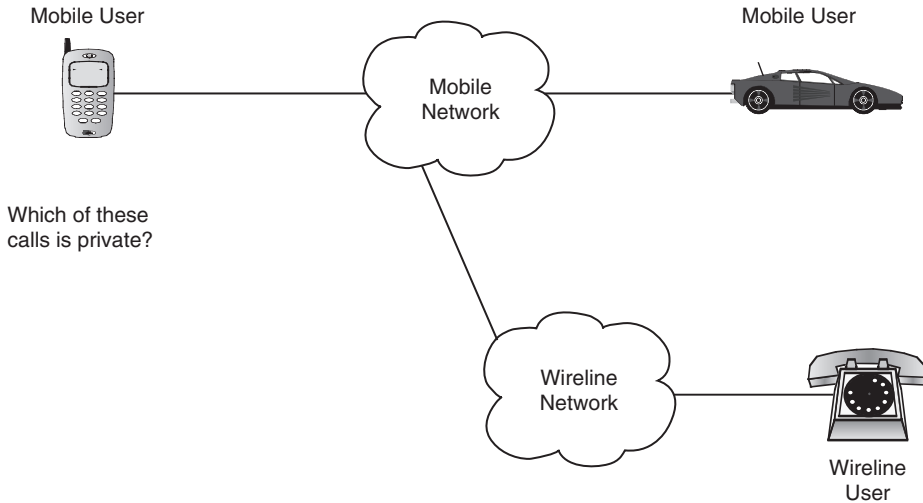 Mobile User
Mobile User
Mobile
Network
Which of these
calls is private?
Wireline
Network
Wireline
User